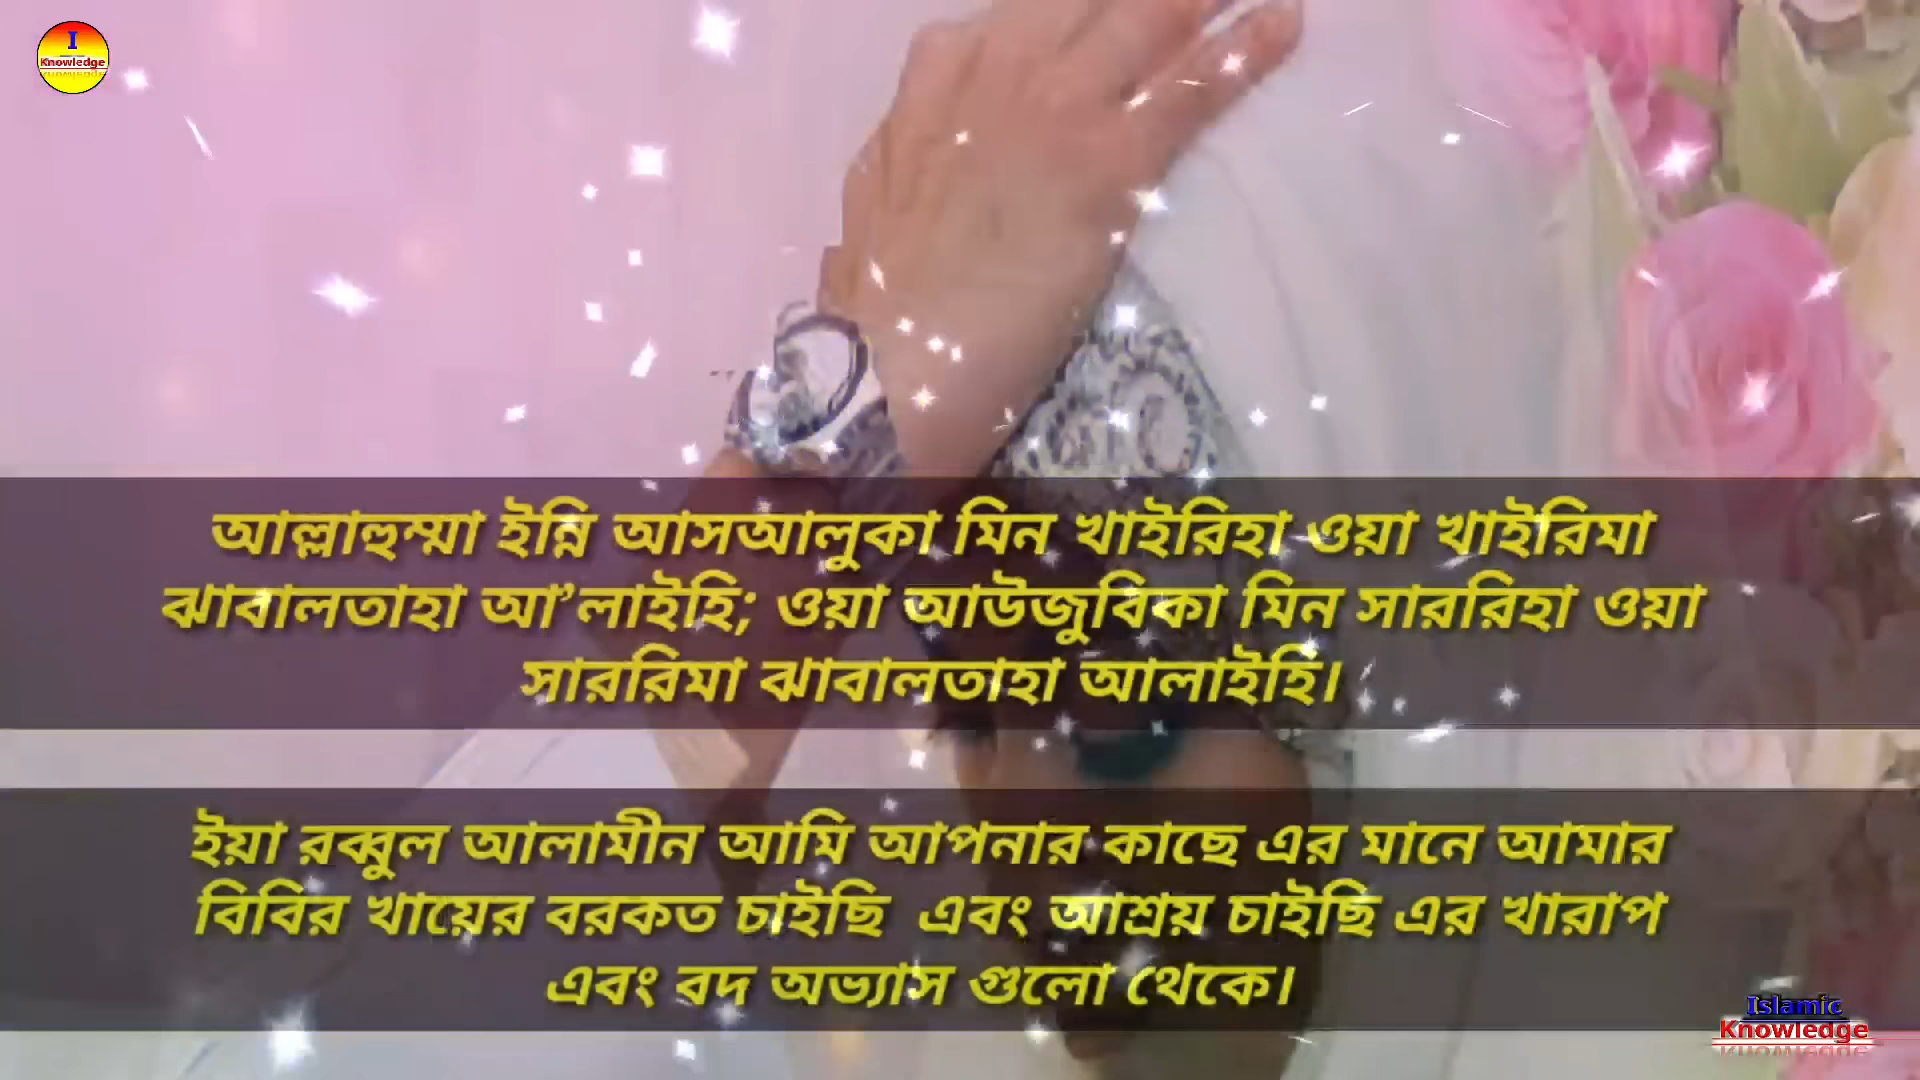 I
Knowledge
আল্লাহুম্মা ইন্নি আসআলুকা মিন খাইরিহা ওয়া খাইরিমা
ঝাবালতাহা আ’লাইহি; ওয়া আউজুবিকা মিন সাররিহা ওয়া
সাররিমা ঝাবালতাহা আলাইহি।
ইয়া রব্বুল আলামীন আমি আপনার কাছে এর মানে আমার
বিবির খায়ের বরকত চাইছি এবং আশ্রয় চাইছি এর খারাপ
এবং বদ অভ্যাস গুলো থেকে।
Islamic
Knowledge